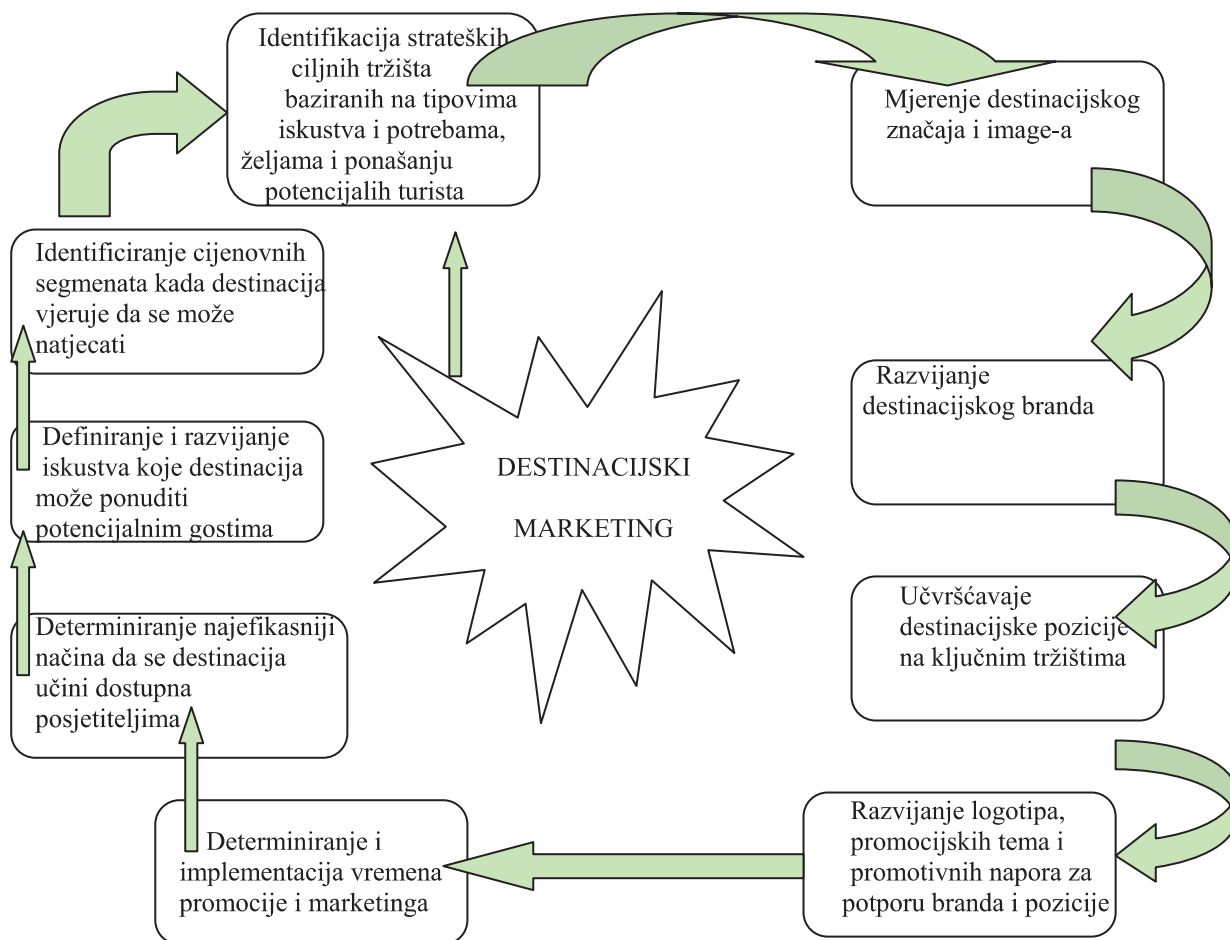 Identifikacija strateških
ciljnih tržišta
baziranih na tipovima
iskustva i potrebama,
željama i ponašanju
potencijalih turista
Mjerenje destinacijskog
značaja i image-a
Razvijanje
destinacijskog branda
Učvršćavaje
destinacijske pozicije
na ključnim tržištima
Razvijanje logotipa,
promocijskih tema i
promotivnih napora za
potporu branda i pozicije
Determiniranje i
implementacija vremena
promocije i marketinga
Determiniranje najefikasniji
načina da se destinacija
učini dostupna
posjetiteljima
Definiranje i razvijanje
iskustva koje destinacija
može ponuditi
potencijalnim gostima
Identificiranje cijenovnih
segmenata kada destinacija
vjeruje da se može
natjecati
DESTINACIJSKI
MARKETING